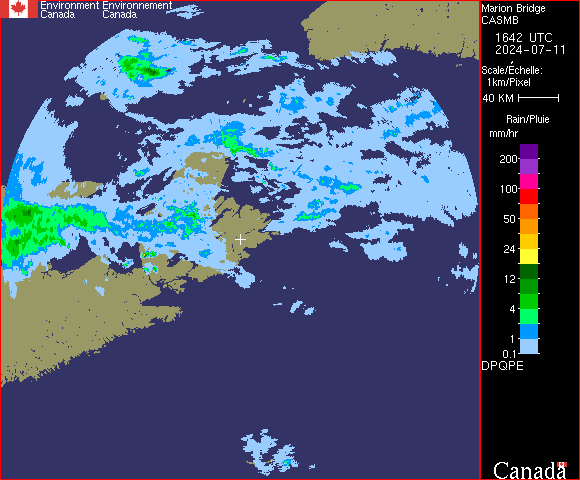 Environment Environnement
Canada Canada
Marion Bridge
CASMB
1642 UTC
2024-07-11
Scale/Échelle:
1km/Pixel
40 KM
Rain/Pluie
mm/hr
200
100
50
24
12
4
1
0.1
DPQPE
Canada